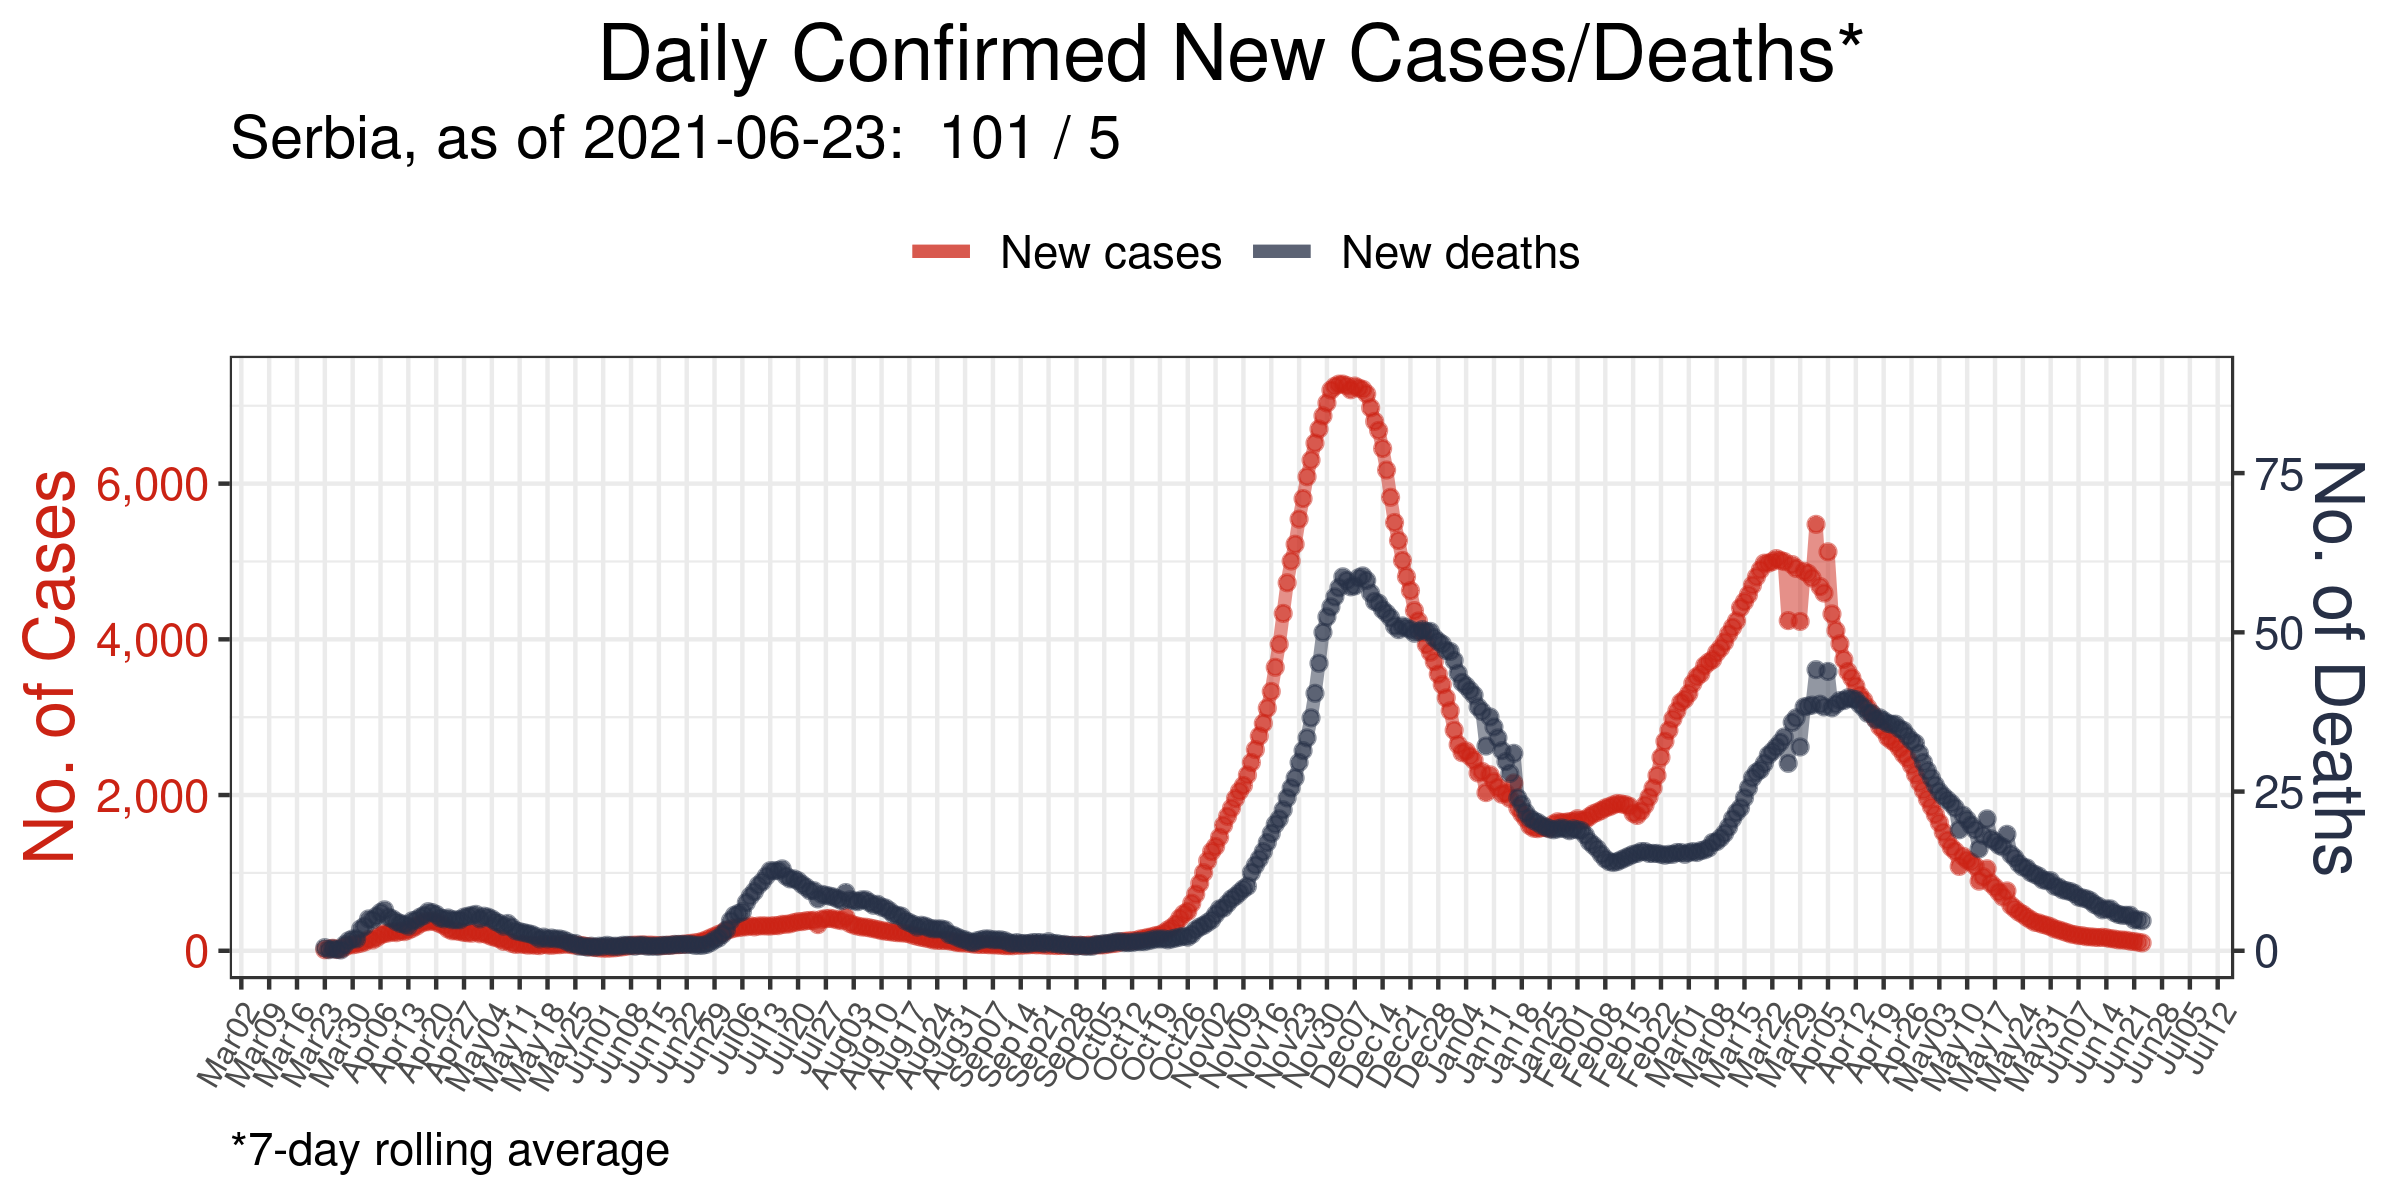 Daily Confirmed New Cases/Deaths*
Serbia, as of 2021-06-23:  101 / 5
New cases New deaths
No. of Cases
6,000
4,000
2,000
0
75
50
25
0
No. of Deaths
Mar02 Mar09 Mar16 Mar23 Mar30 Apr06 Apr13 Apr20 Apr27 May04 May11 May18 May25 Jun01 Jun08 Jun15 Jun22 Jun29 Jul06 Jul13 Jul20 Jul27 Aug03 Aug10 Aug17 Aug24 Aug31 Sep07 Sep14 Sep21 Sep28 Oct05 Oct12 Oct19 Oct26 Nov02 Nov09 Nov16 Nov23 Nov30 Dec07 Dec14 Dec21 Dec28 Jan04 Jan11 Jan18 Jan25 Feb01 Feb08 Feb15 Feb22 Mar01 Mar08 Mar15 Mar22 Mar29 Apr05 Apr12 Apr19 Apr26 May03 May10 May17 May24 May31 Jun07 Jun14 Jun21 Jun28 Jul05 Jul12
*7-day rolling average